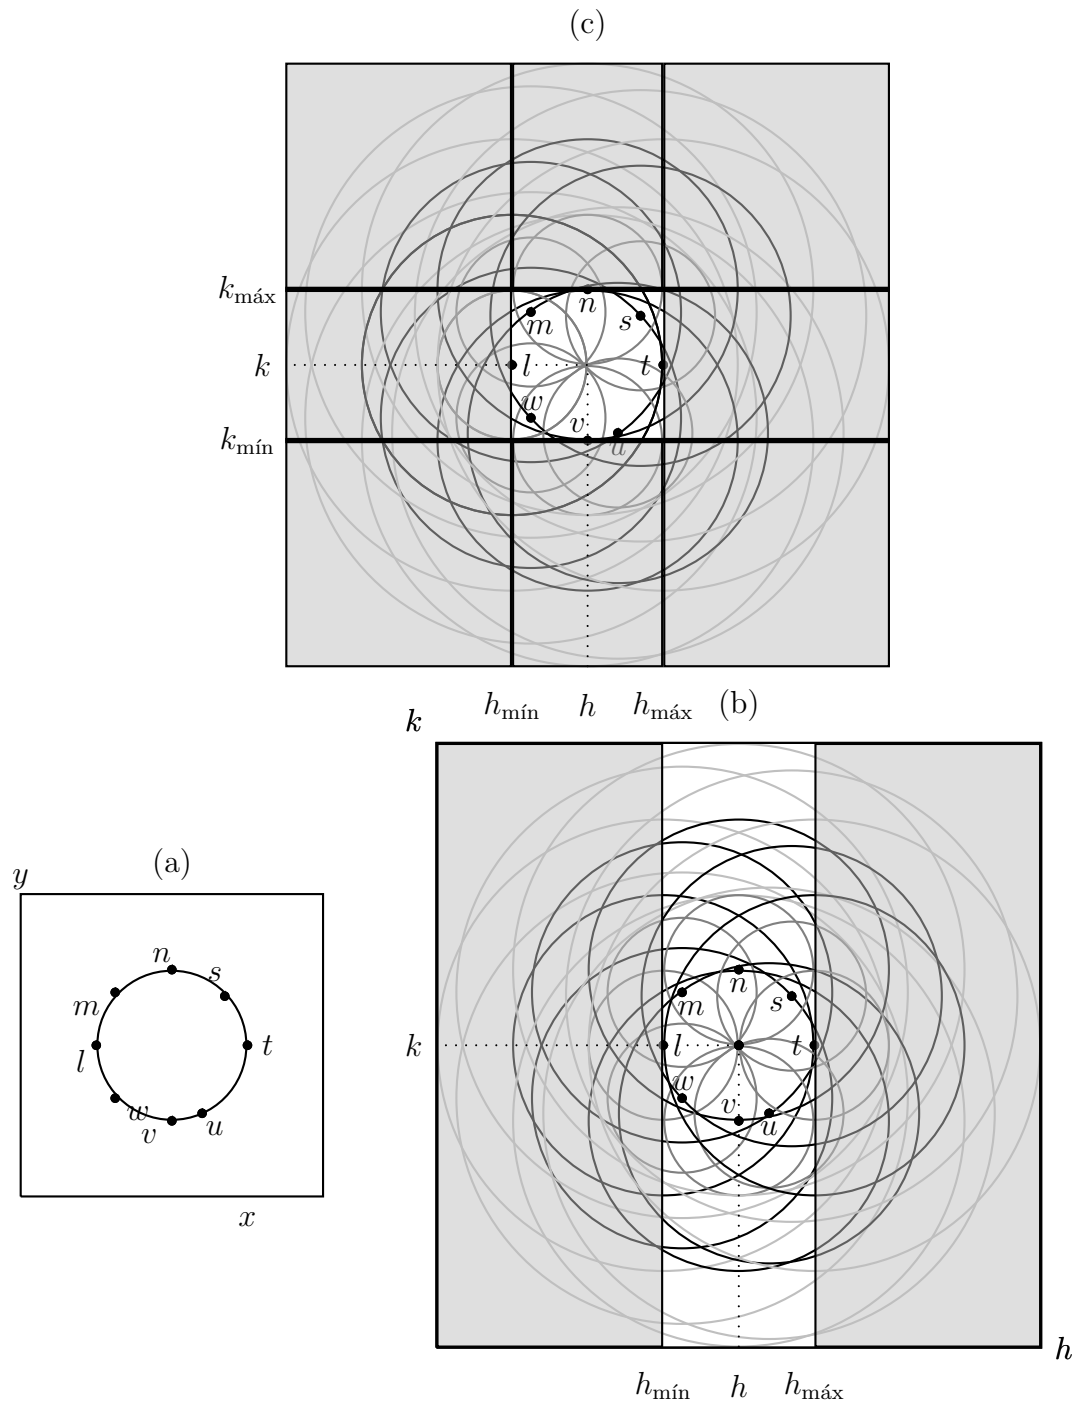 (c)
k_máx
n
m
s
k
l
t
w
v
k_mín
u
h_mín h h_máx (b)
k
(a)
y
n
s
m
l
t
w
v
u
x
n
m
s
k
l
t
w
v
u
h
h_mín h h_máx